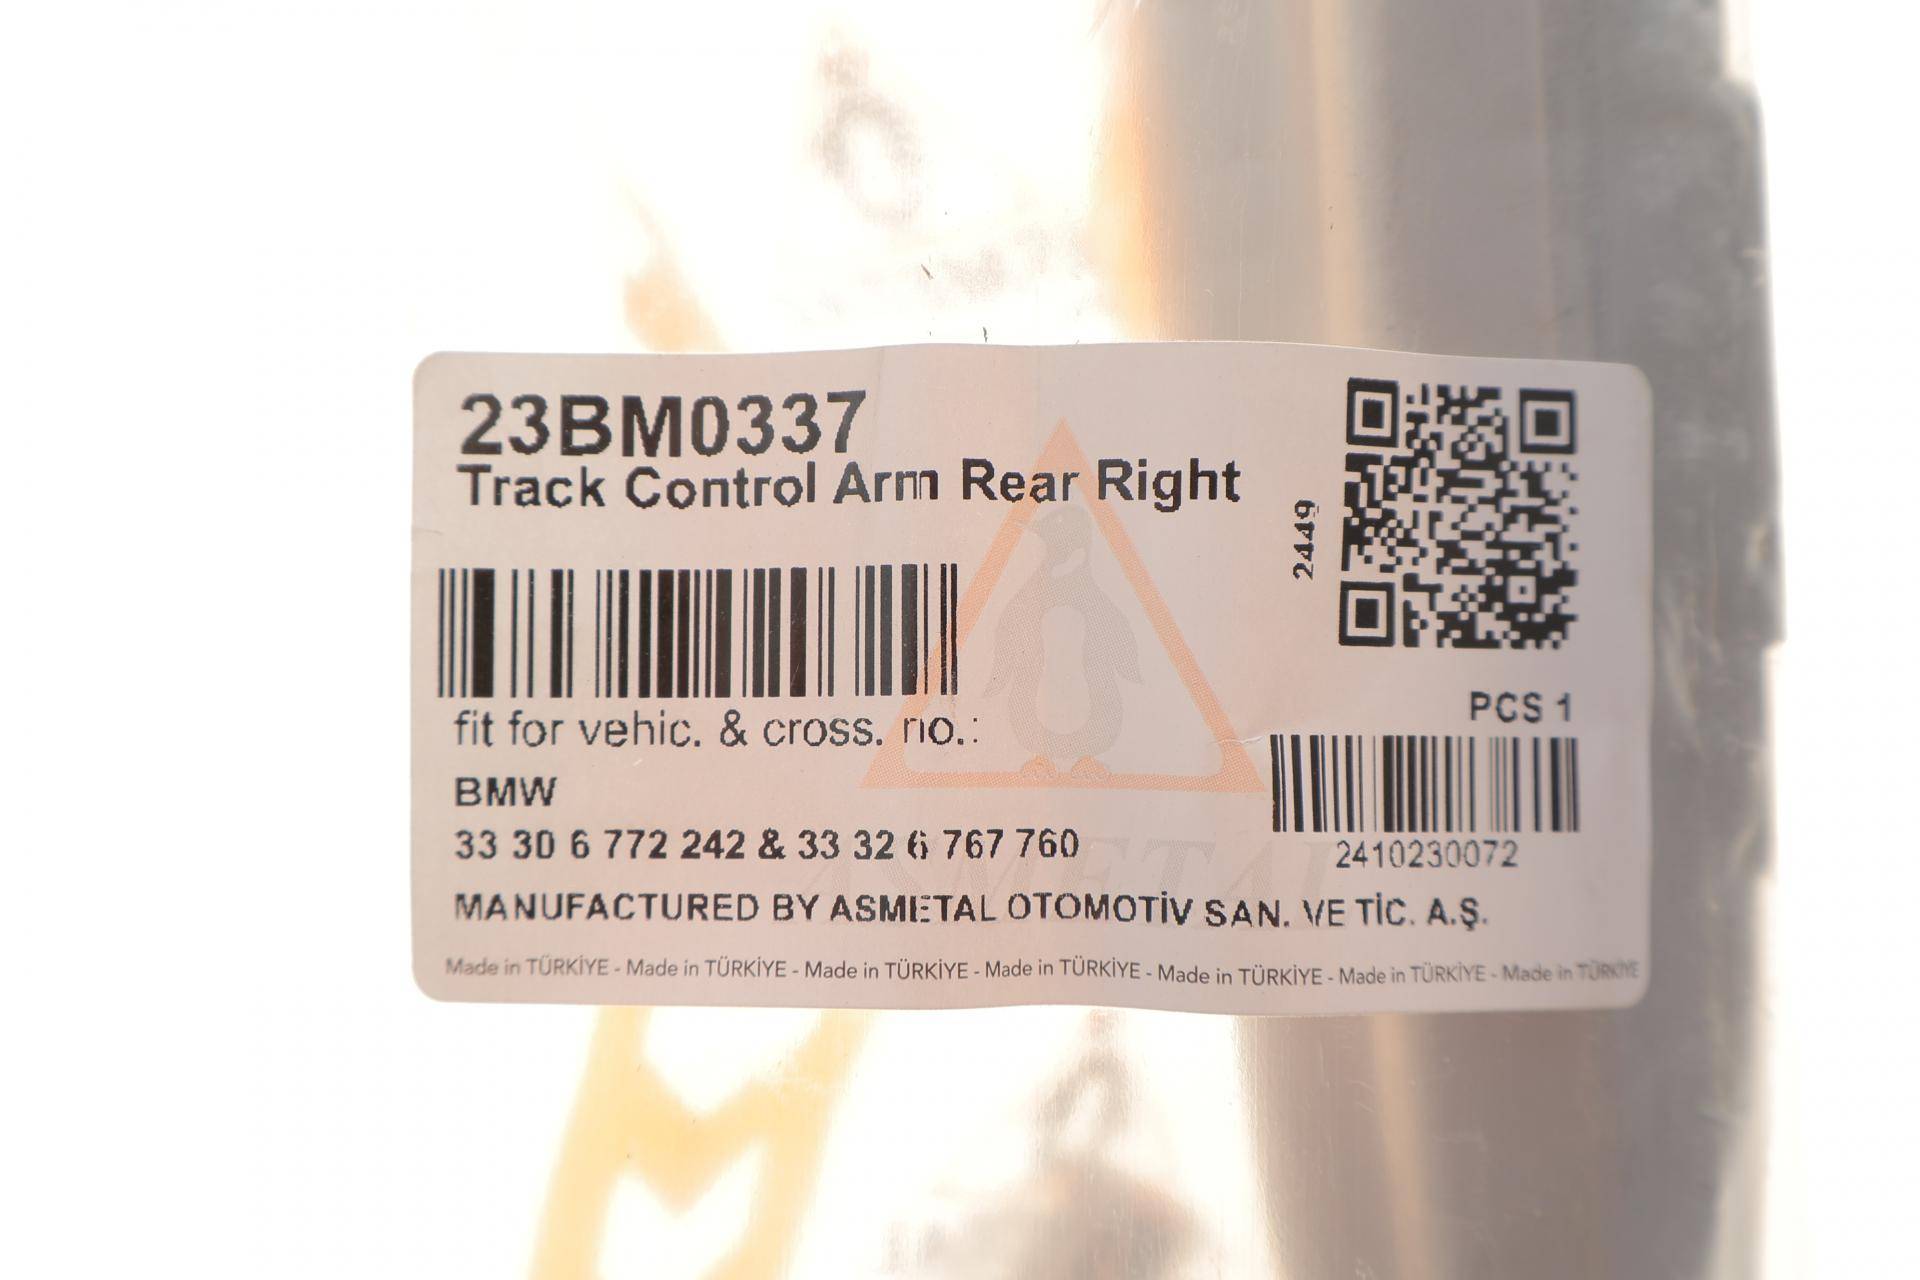 23BM0337
Track Control Arm Rear Right
2449
fit for vehic. & cross. no.:
PCS 1
BMW
33 30 6 772 242 & 33 32 6 767 760
2410230072
ASMETAL
MANUFACTURED BY ASMETAL OTOMOTİV SAN. VE TİC. A.Ş.
Made in TÜRKİYE - Made in TÜRKİYE - Made in TÜRKİYE - Made in TÜRKİYE - Made in TÜRKİYE - Made in TÜRKİYE - Made in TÜRKİYE